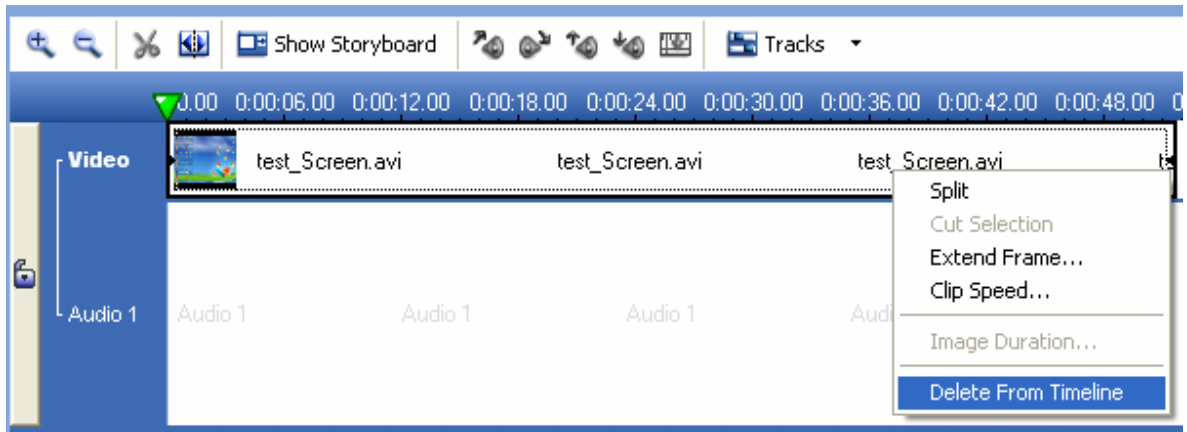 Show Storyboard Tracks
0.00 0:00:06.00 0:00:12.00 0:00:18.00 0:00:24.00 0:00:30.00 0:00:36.00 0:00:42.00 0:00:48.00
Video test_Screen.avi test_Screen.avi test_Screen.avi
Split
Cut Selection
Extend Frame...
Clip Speed...
Audio 1 Audio 1 Audio 1 Audio 1
Image Duration...
Delete From Timeline